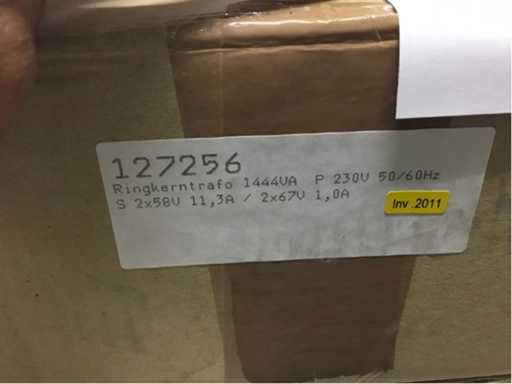 127256
Ringkerntrafo 1444VA P 230V 50/60Hz
S 2x58V 11,3A / 2x67V 1,0A
Inv .2011